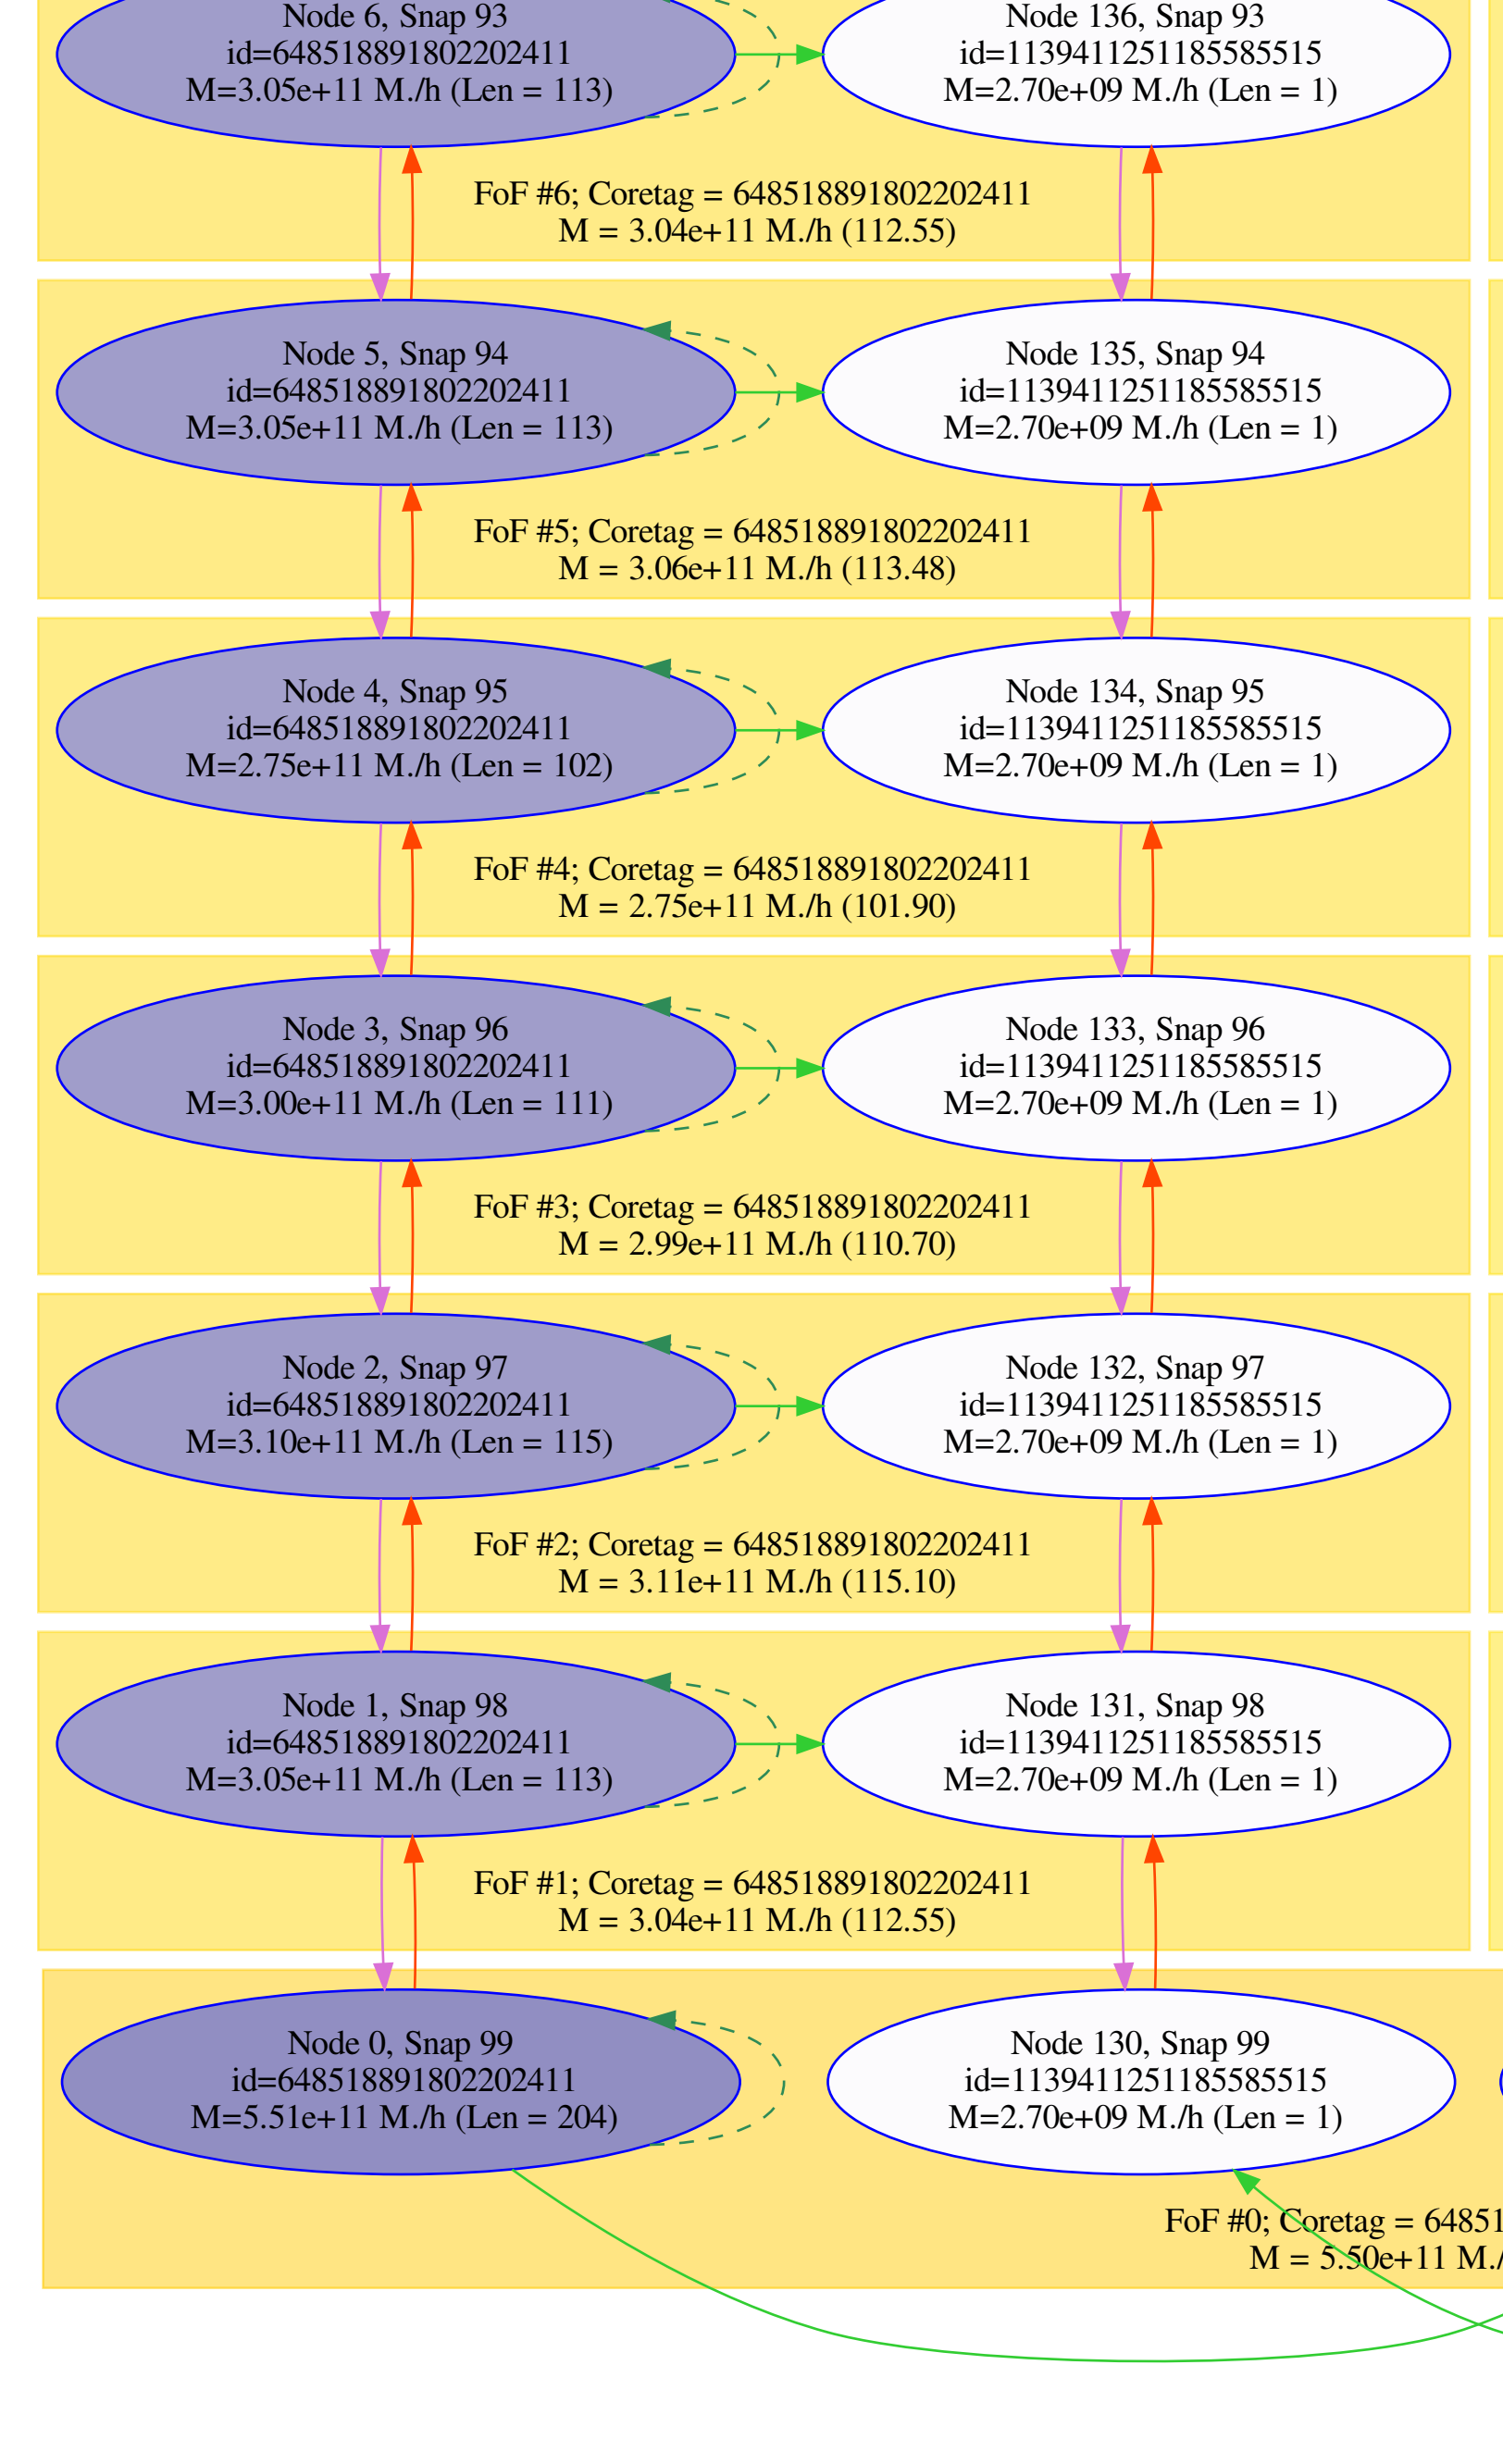 Node 6, Snap 93
id=648518891802202411
M=3.05e+11 M./h (Len = 113)
Node 136, Snap 93
id=1139411251185585515
M=2.70e+09 M./h (Len = 1)
FoF #6; Coretag = 648518891802202411
M = 3.04e+11 M./h (112.55)
Node 5, Snap 94
id=648518891802202411
M=3.05e+11 M./h (Len = 113)
Node 135, Snap 94
id=1139411251185585515
M=2.70e+09 M./h (Len = 1)
FoF #5; Coretag = 648518891802202411
M = 3.06e+11 M./h (113.48)
Node 4, Snap 95
id=648518891802202411
M=2.75e+11 M./h (Len = 102)
Node 134, Snap 95
id=1139411251185585515
M=2.70e+09 M./h (Len = 1)
FoF #4; Coretag = 648518891802202411
M = 2.75e+11 M./h (101.90)
Node 3, Snap 96
id=648518891802202411
M=3.00e+11 M./h (Len = 111)
Node 133, Snap 96
id=1139411251185585515
M=2.70e+09 M./h (Len = 1)
FoF #3; Coretag = 648518891802202411
M = 2.99e+11 M./h (110.70)
Node 2, Snap 97
id=648518891802202411
M=3.10e+11 M./h (Len = 115)
Node 132, Snap 97
id=1139411251185585515
M=2.70e+09 M./h (Len = 1)
FoF #2; Coretag = 648518891802202411
M = 3.11e+11 M./h (115.10)
Node 1, Snap 98
id=648518891802202411
M=3.05e+11 M./h (Len = 113)
Node 131, Snap 98
id=1139411251185585515
M=2.70e+09 M./h (Len = 1)
FoF #1; Coretag = 648518891802202411
M = 3.04e+11 M./h (112.55)
Node 0, Snap 99
id=648518891802202411
M=5.51e+11 M./h (Len = 204)
Node 130, Snap 99
id=1139411251185585515
M=2.70e+09 M./h (Len = 1)
FoF #0; Coretag = 64851
M = 5.50e+11 M./